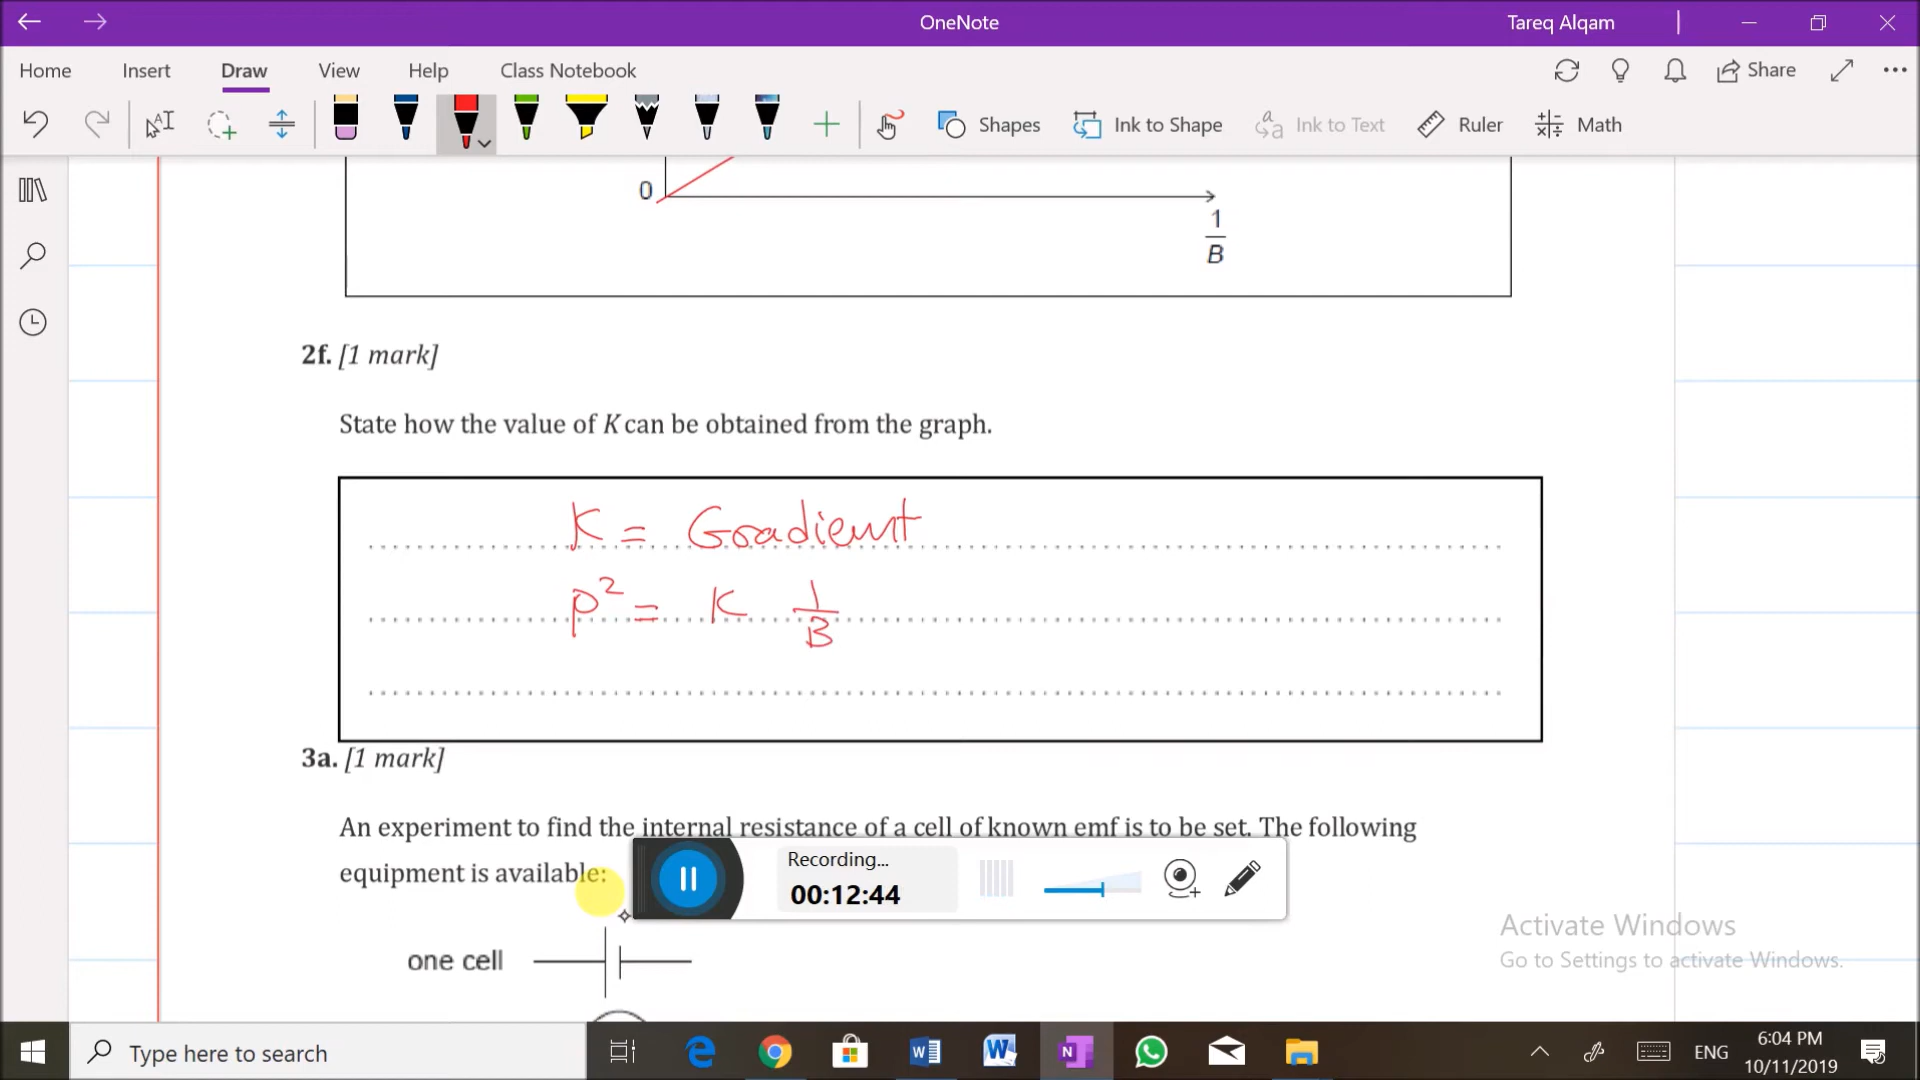 OneNote
Tareq Alqam
Home Insert Draw View Help Class Notebook
Share
Shapes Ink to Shape Ink to Text Ruler Math
0
1
B
2f. [1 mark]
State how the value of K can be obtained from the graph.
K = Gradient
P² = K 1/B
3a. [1 mark]
An experiment to find the internal resistance of a cell of known emf is to be set. The following
equipment is available:
Recording...
00:12:44
one cell
Activate Windows
Go to Settings to activate Windows.
Type here to search
ENG
6:04 PM
10/11/2019